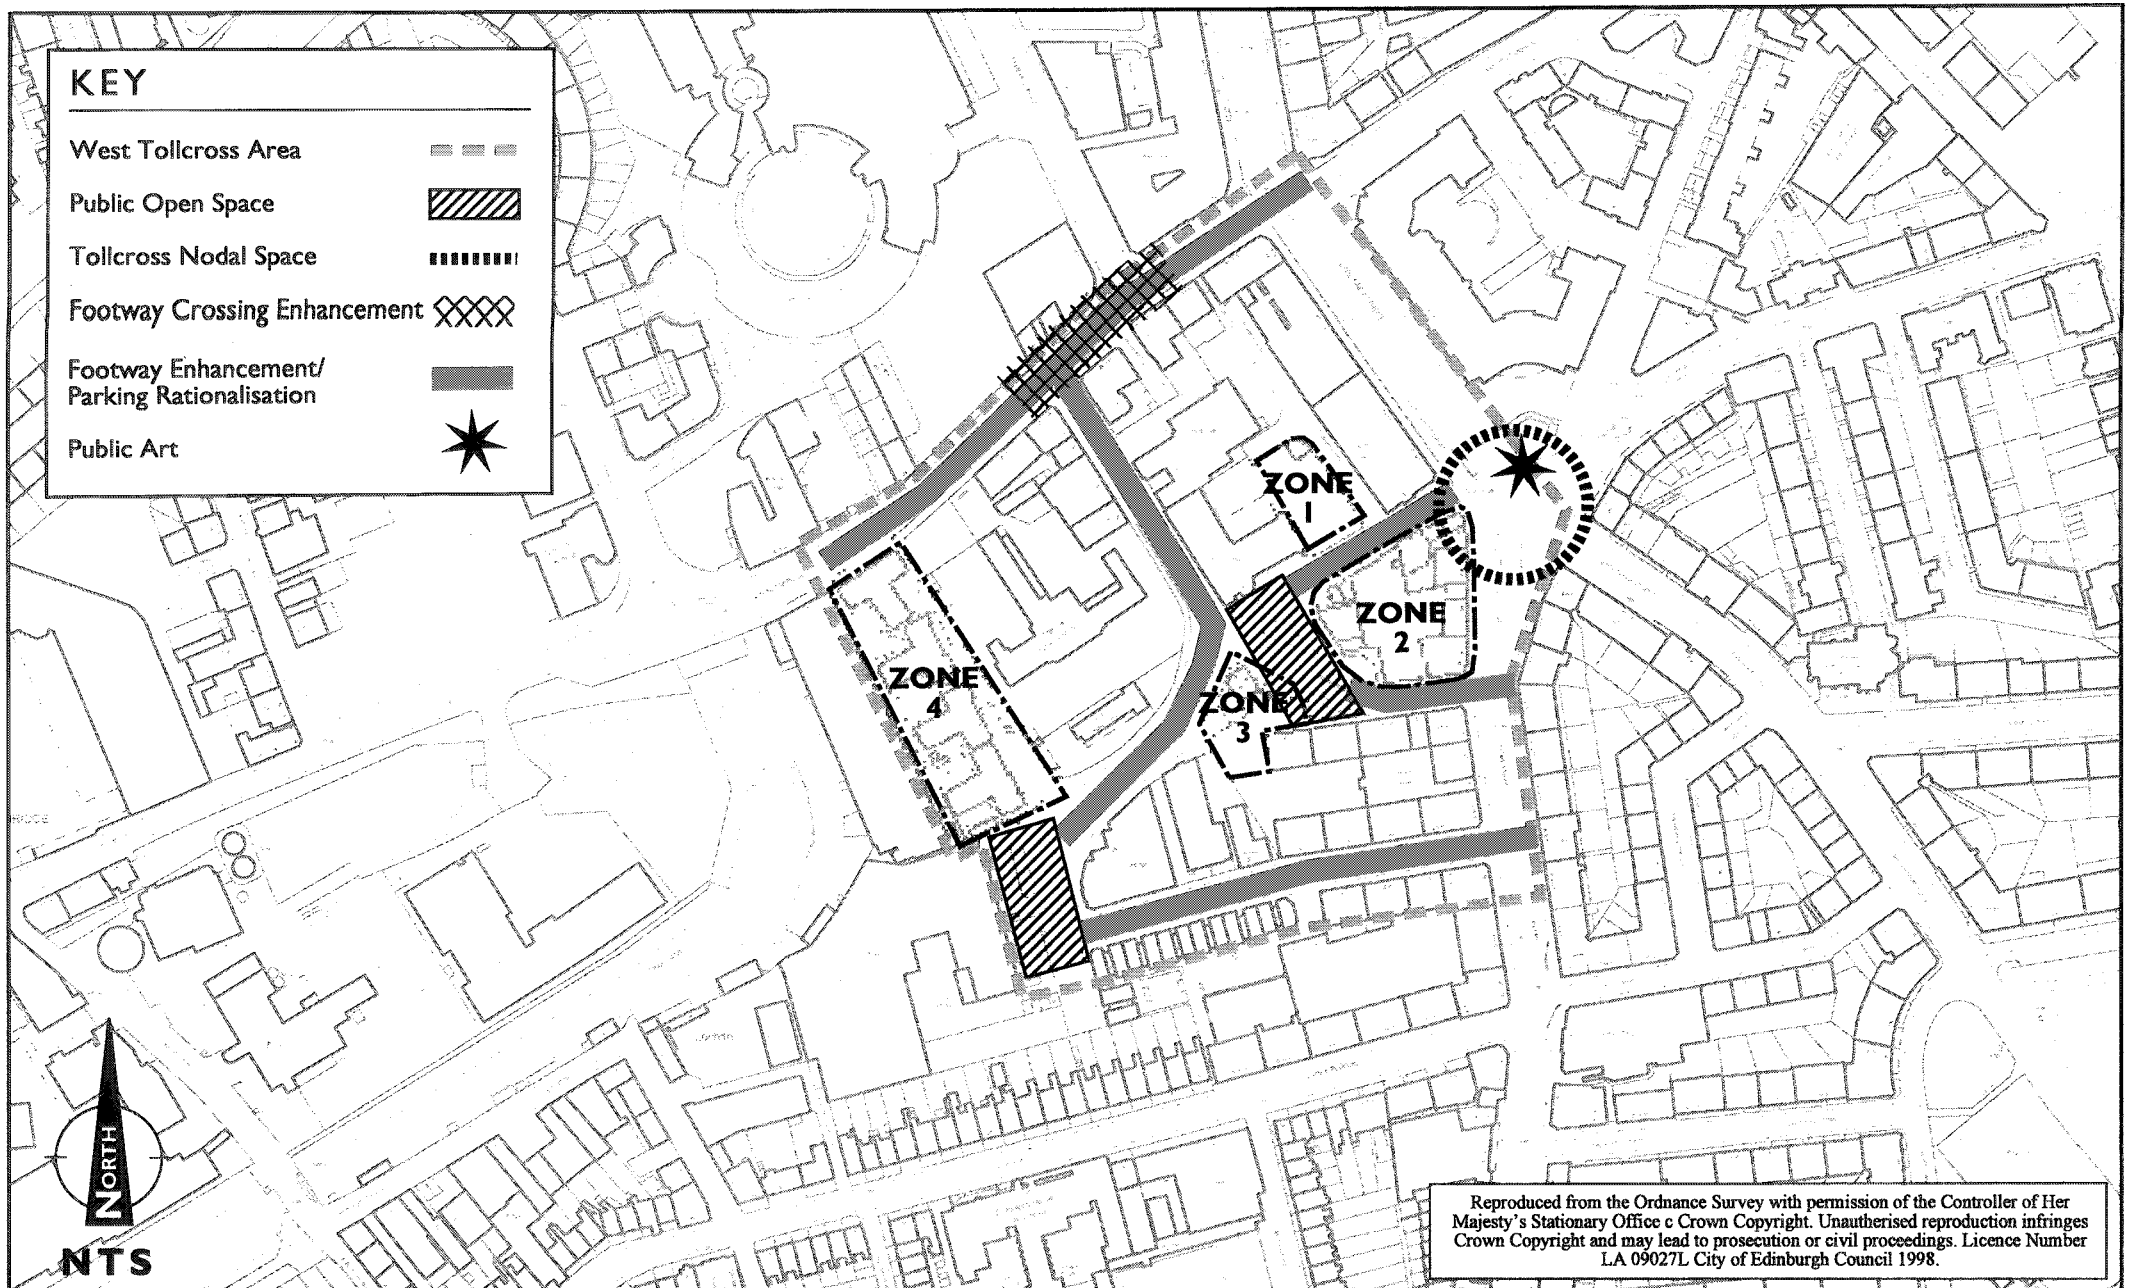 KEY
West Tollcross Area
Public Open Space
Tollcross Nodal Space
Footway Crossing Enhancement
Footway Enhancement/
Parking Rationalisation
Public Art
ZONE
1
ZONE
2
ZONE
3
ZONE
4
NORTH
NTS
Reproduced from the Ordnance Survey with permission of the Controller of Her
Majesty's Stationary Office c Crown Copyright. Unautherised reproduction infringes
Crown Copyright and may lead to prosecution or civil proceedings. Licence Number
LA 09027L City of Edinburgh Council 1998.